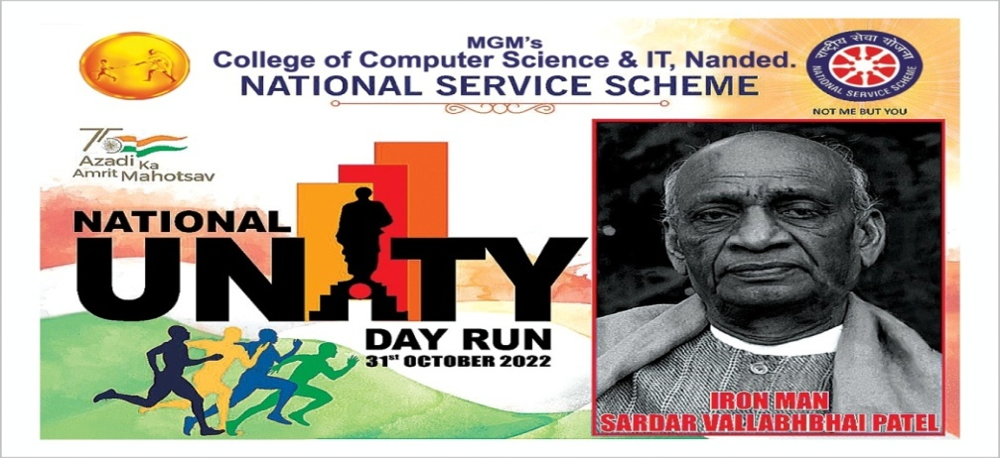 MGM's
College of Computer Science & IT, Nanded.
NATIONAL SERVICE SCHEME
राष्ट्रीय सेवा योजना
NATIONAL SERVICE SCHEME
NOT ME BUT YOU
75
Azadi Ka
Amrit Mahotsav
NATIONAL
UNITY
DAY RUN
31st OCTOBER 2022
IRON MAN
SARDAR VALLABHBHAI PATEL